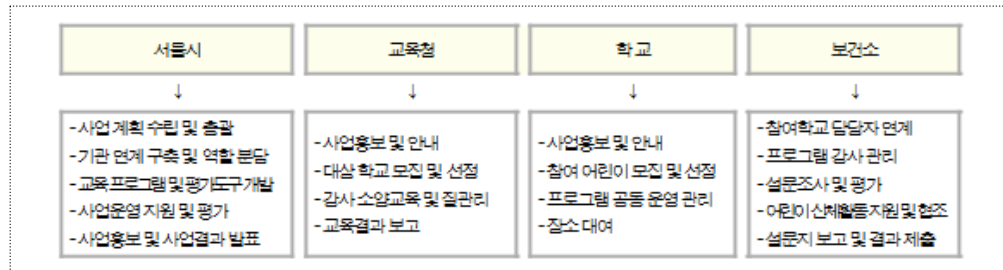 서울시
교육청
학 교
보건소
↓
↓
↓
↓
- 사업 계획 수립 및 총괄
- 기관 연계 구축 및 역할 분담
- 교육 프로그램 및 평가도구 개발
- 사업운영 지원 및 평가
- 사업홍보 및 사업결과 발표
- 사업홍보 및 안내
- 대상 학교 모집 및 선정
- 강사 소양교육 및 질관리
- 교육결과 보고
- 사업홍보 및 안내
- 참여 어린이 모집 및 선정
- 프로그램 공동 운영 관리
- 장소 대여
- 참여학교 담당자 연계
- 프로그램 강사 관리
- 설문조사 및 평가
- 어린이 신체활동 지원 및 협조
- 설문지 보고 및 결과 제출